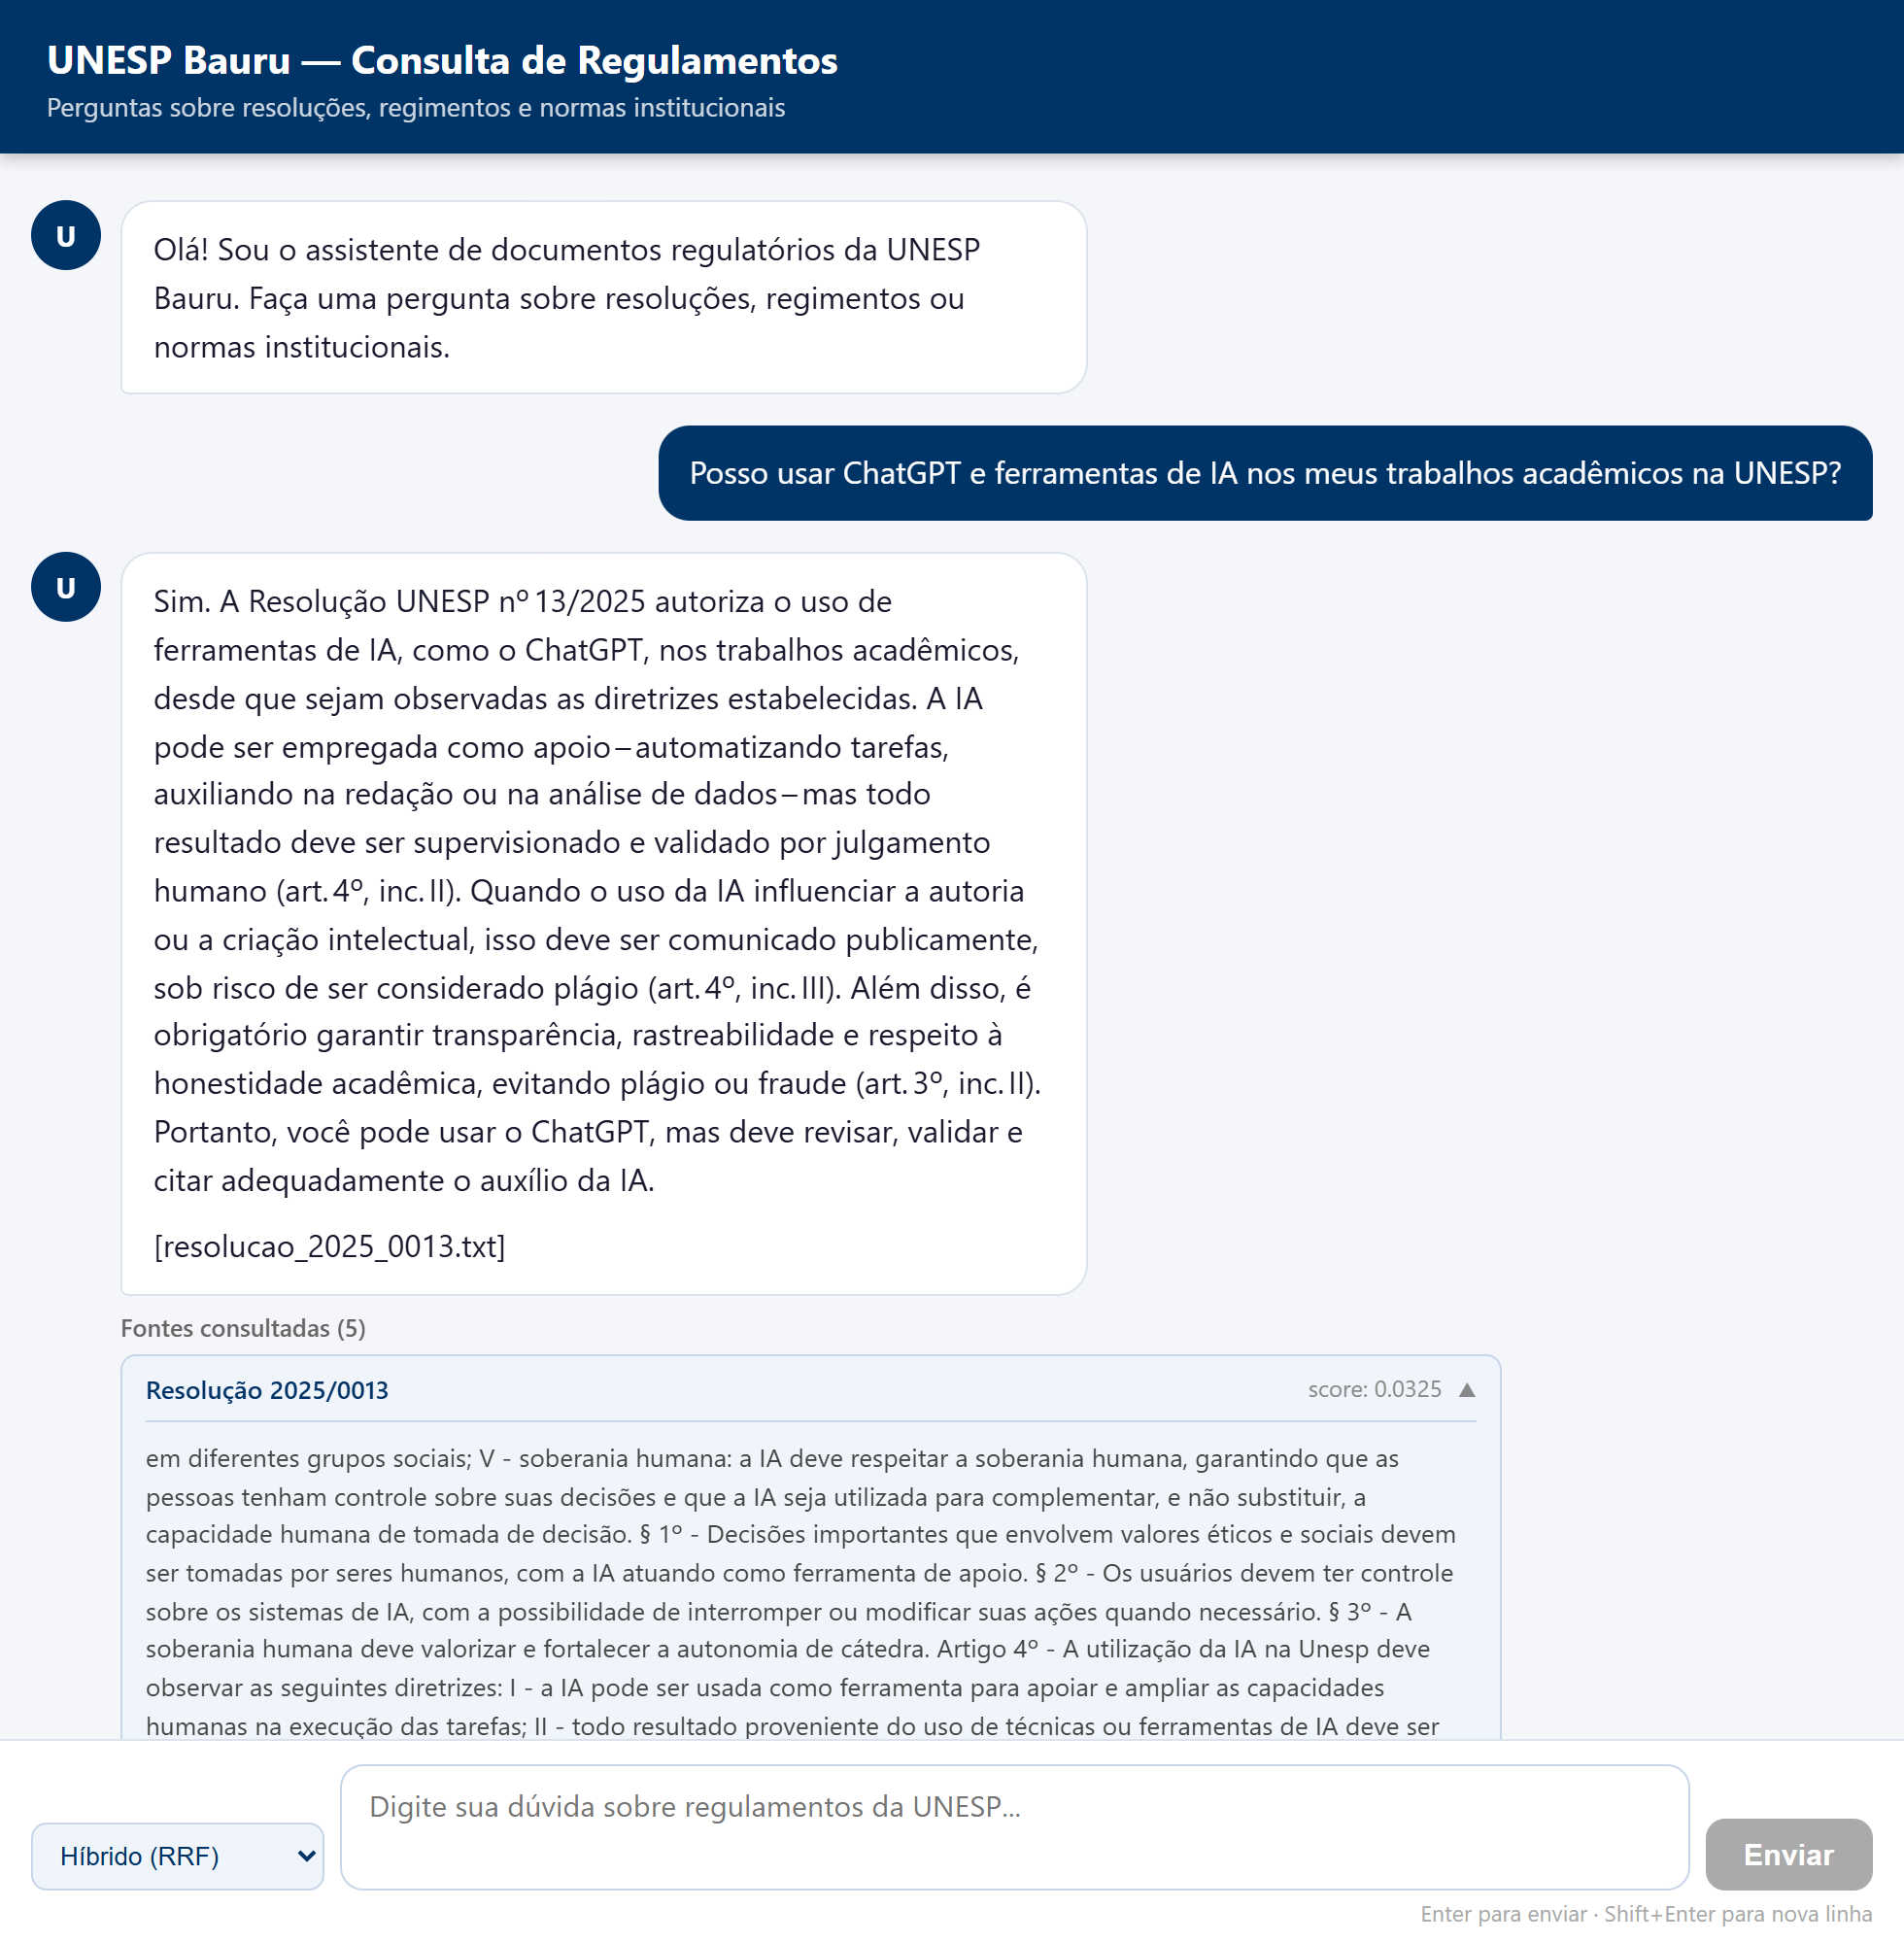 UNESP Bauru — Consulta de Regulamentos
Perguntas sobre resoluções, regimentos e normas institucionais
U
Olá! Sou o assistente de documentos regulatórios da UNESP
Bauru. Faça uma pergunta sobre resoluções, regimentos ou
normas institucionais.
Posso usar ChatGPT e ferramentas de IA nos meus trabalhos acadêmicos na UNESP?
U
Sim. A Resolução UNESP nº 13/2025 autoriza o uso de
ferramentas de IA, como o ChatGPT, nos trabalhos acadêmicos,
desde que sejam observadas as diretrizes estabelecidas. A IA
pode ser empregada como apoio – automatizando tarefas,
auxiliando na redação ou na análise de dados – mas todo
resultado deve ser supervisionado e validado por julgamento
humano (art. 4º, inc. II). Quando o uso da IA influenciar a autoria
ou a criação intelectual, isso deve ser comunicado publicamente,
sob risco de ser considerado plágio (art. 4º, inc. III). Além disso, é
obrigatório garantir transparência, rastreabilidade e respeito à
honestidade acadêmica, evitando plágio ou fraude (art. 3º, inc. II).
Portanto, você pode usar o ChatGPT, mas deve revisar, validar e
citar adequadamente o auxílio da IA.
[resolucao_2025_0013.txt]
Fontes consultadas (5)
Resolução 2025/0013 score: 0.0325 ▲
em diferentes grupos sociais; V - soberania humana: a IA deve respeitar a soberania humana, garantindo que as
pessoas tenham controle sobre suas decisões e que a IA seja utilizada para complementar, e não substituir, a
capacidade humana de tomada de decisão. § 1º - Decisões importantes que envolvem valores éticos e sociais devem
ser tomadas por seres humanos, com a IA atuando como ferramenta de apoio. § 2º - Os usuários devem ter controle
sobre os sistemas de IA, com a possibilidade de interromper ou modificar suas ações quando necessário. § 3º - A
soberania humana deve valorizar e fortalecer a autonomia de cátedra. Artigo 4º - A utilização da IA na Unesp deve
observar as seguintes diretrizes: I - a IA pode ser usada como ferramenta para apoiar e ampliar as capacidades
humanas na execução das tarefas; II - todo resultado proveniente do uso de técnicas ou ferramentas de IA deve ser
Híbrido (RRF)
Digite sua dúvida sobre regulamentos da UNESP...
Enviar
Enter para enviar · Shift+Enter para nova linha